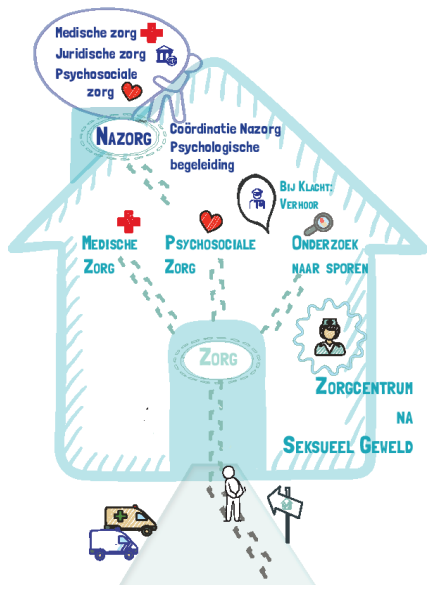 Medische zorg
Juridische zorg
Psychosociale
zorg
Nazorg
Coördinatie Nazorg
Psychologische
begeleiding
Bij Klacht:
Verhoor
Medische
Zorg
Psychosociale
Zorg
Onderzoek
naar sporen
Zorg
Zorgcentrum
na
Seksueel Geweld